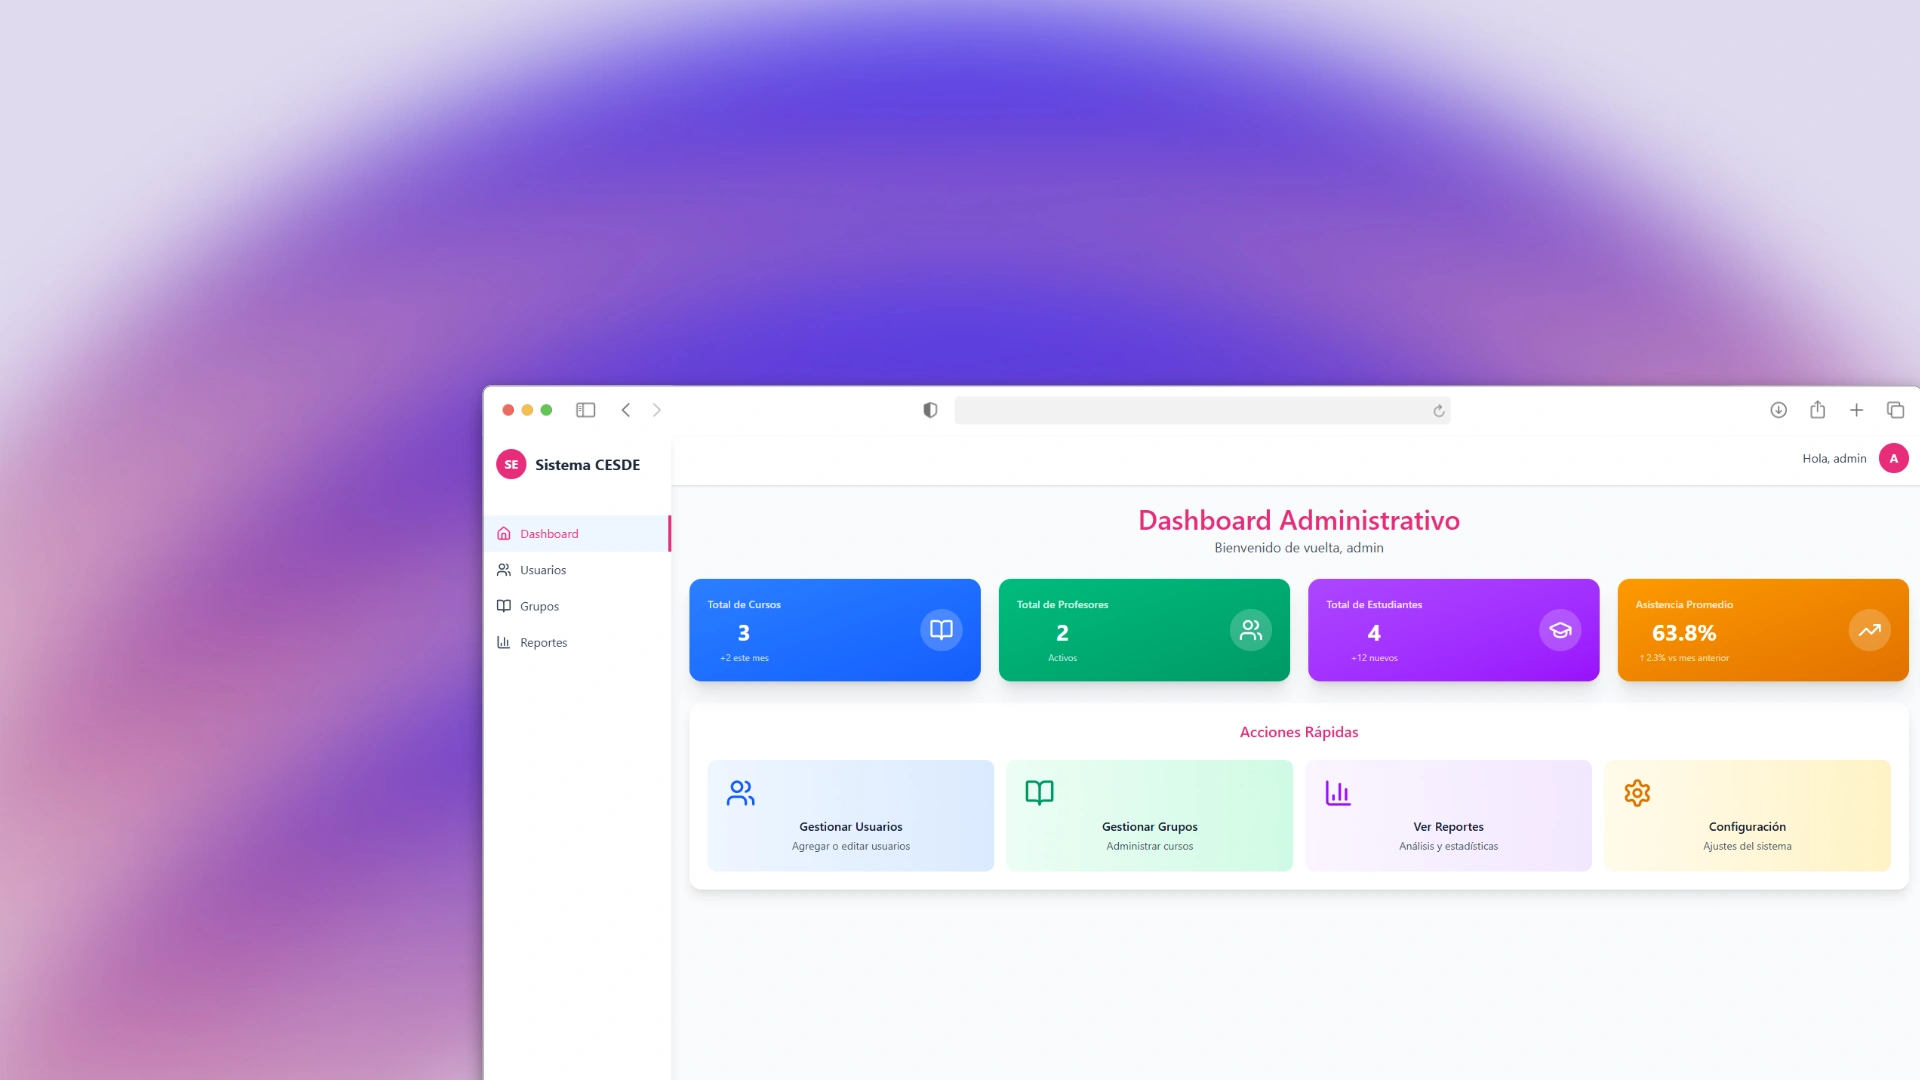 SE Sistema CESDE
Hola, admin A
Dashboard
Usuarios
Grupos
Reportes
Dashboard Administrativo
Bienvenido de vuelta, admin
Total de Cursos
3
+2 este mes
Total de Profesores
2
Activos
Total de Estudiantes
4
+12 nuevos
Asistencia Promedio
63.8%
↑ 2.3% vs mes anterior
Acciones Rápidas
Gestionar Usuarios
Agregar o editar usuarios
Gestionar Grupos
Administrar cursos
Ver Reportes
Análisis y estadísticas
Configuración
Ajustes del sistema